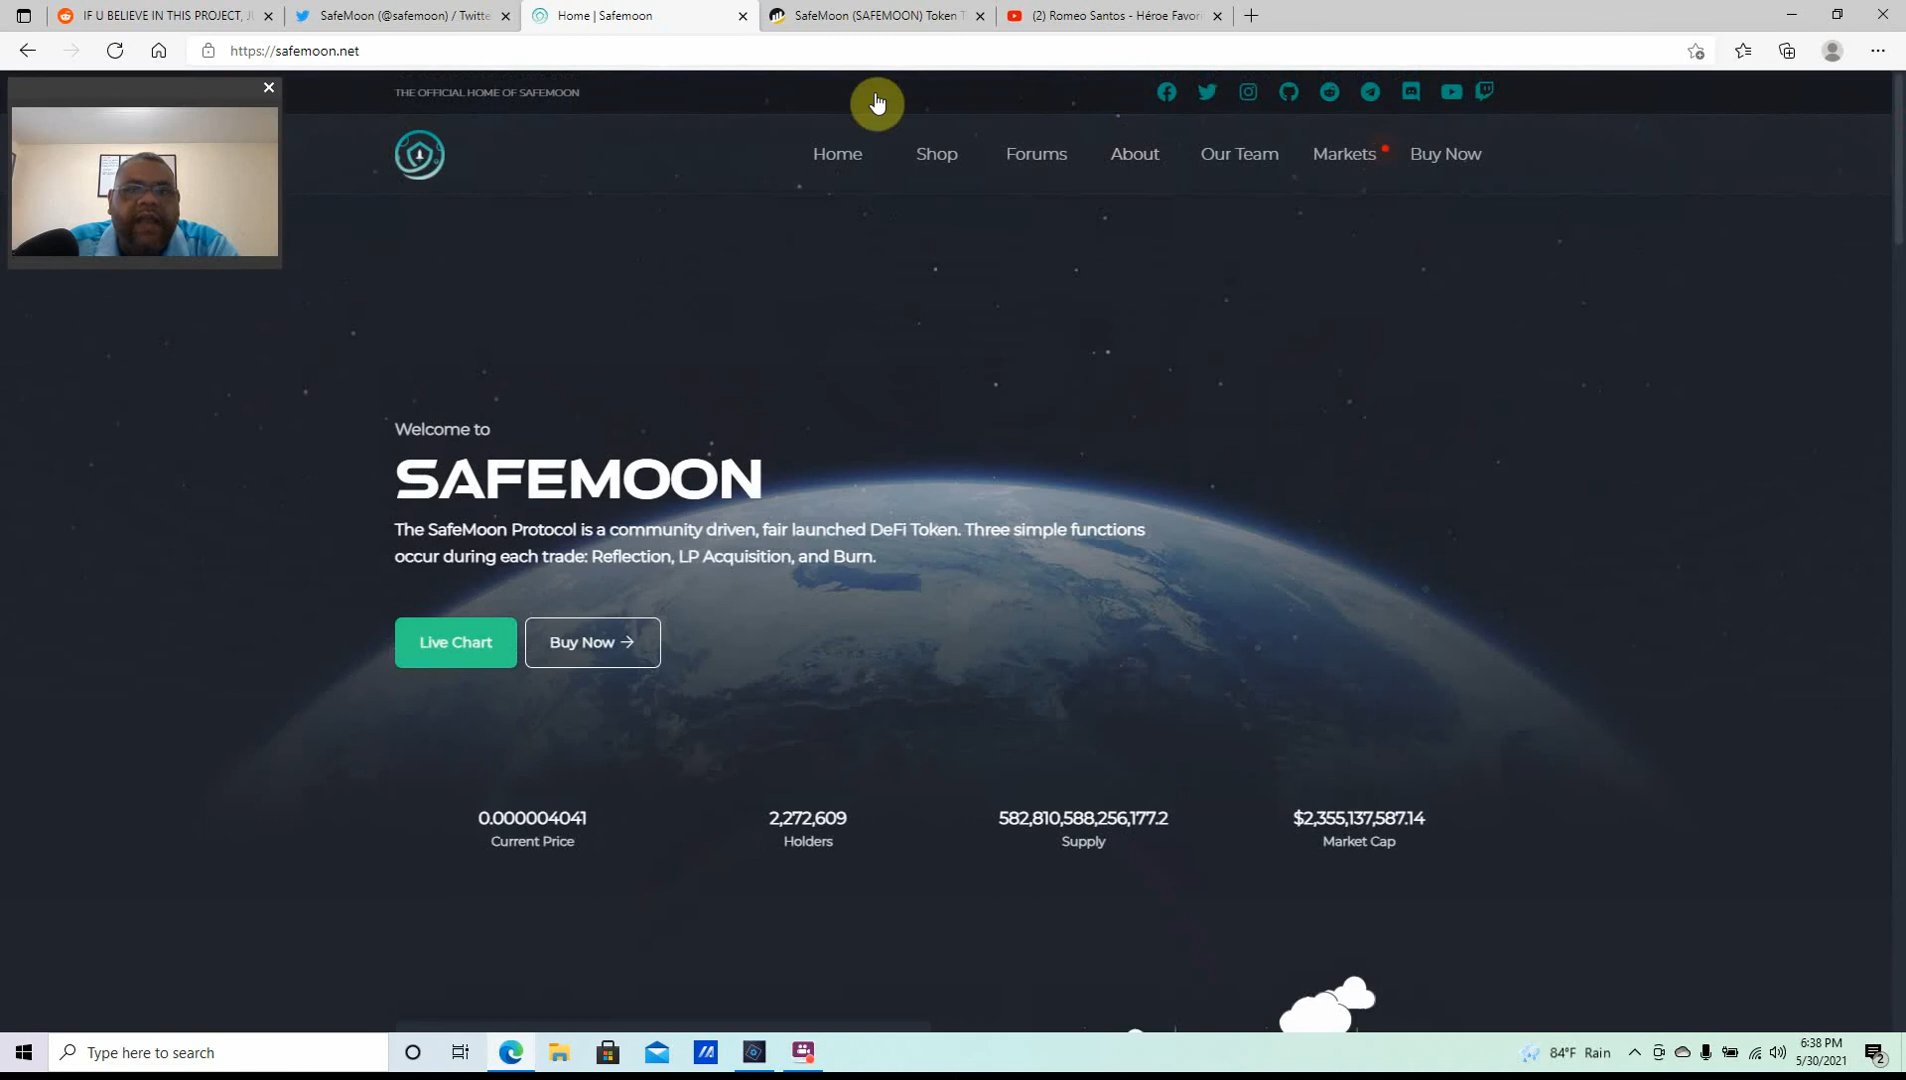 IF U BELIEVE IN THIS PROJECT, JU
SafeMoon (@safemoon) / Twitte
Home | Safemoon
SafeMoon (SAFEMOON) Token T
(2) Romeo Santos - Héroe Favori
https://safemoon.net
THE OFFICIAL HOME OF SAFEMOON
Home Shop Forums About Our Team Markets Buy Now
Welcome to
SAFEMOON
The SafeMoon Protocol is a community driven, fair launched DeFi Token. Three simple functions
occur during each trade: Reflection, LP Acquisition, and Burn.
Live Chart Buy Now →
0.000004041 2,272,609 582,810,588,256,177.2 $2,355,137,587.14
Current Price Holders Supply Market Cap
Type here to search
84°F Rain
6:38 PM
5/30/2021
2